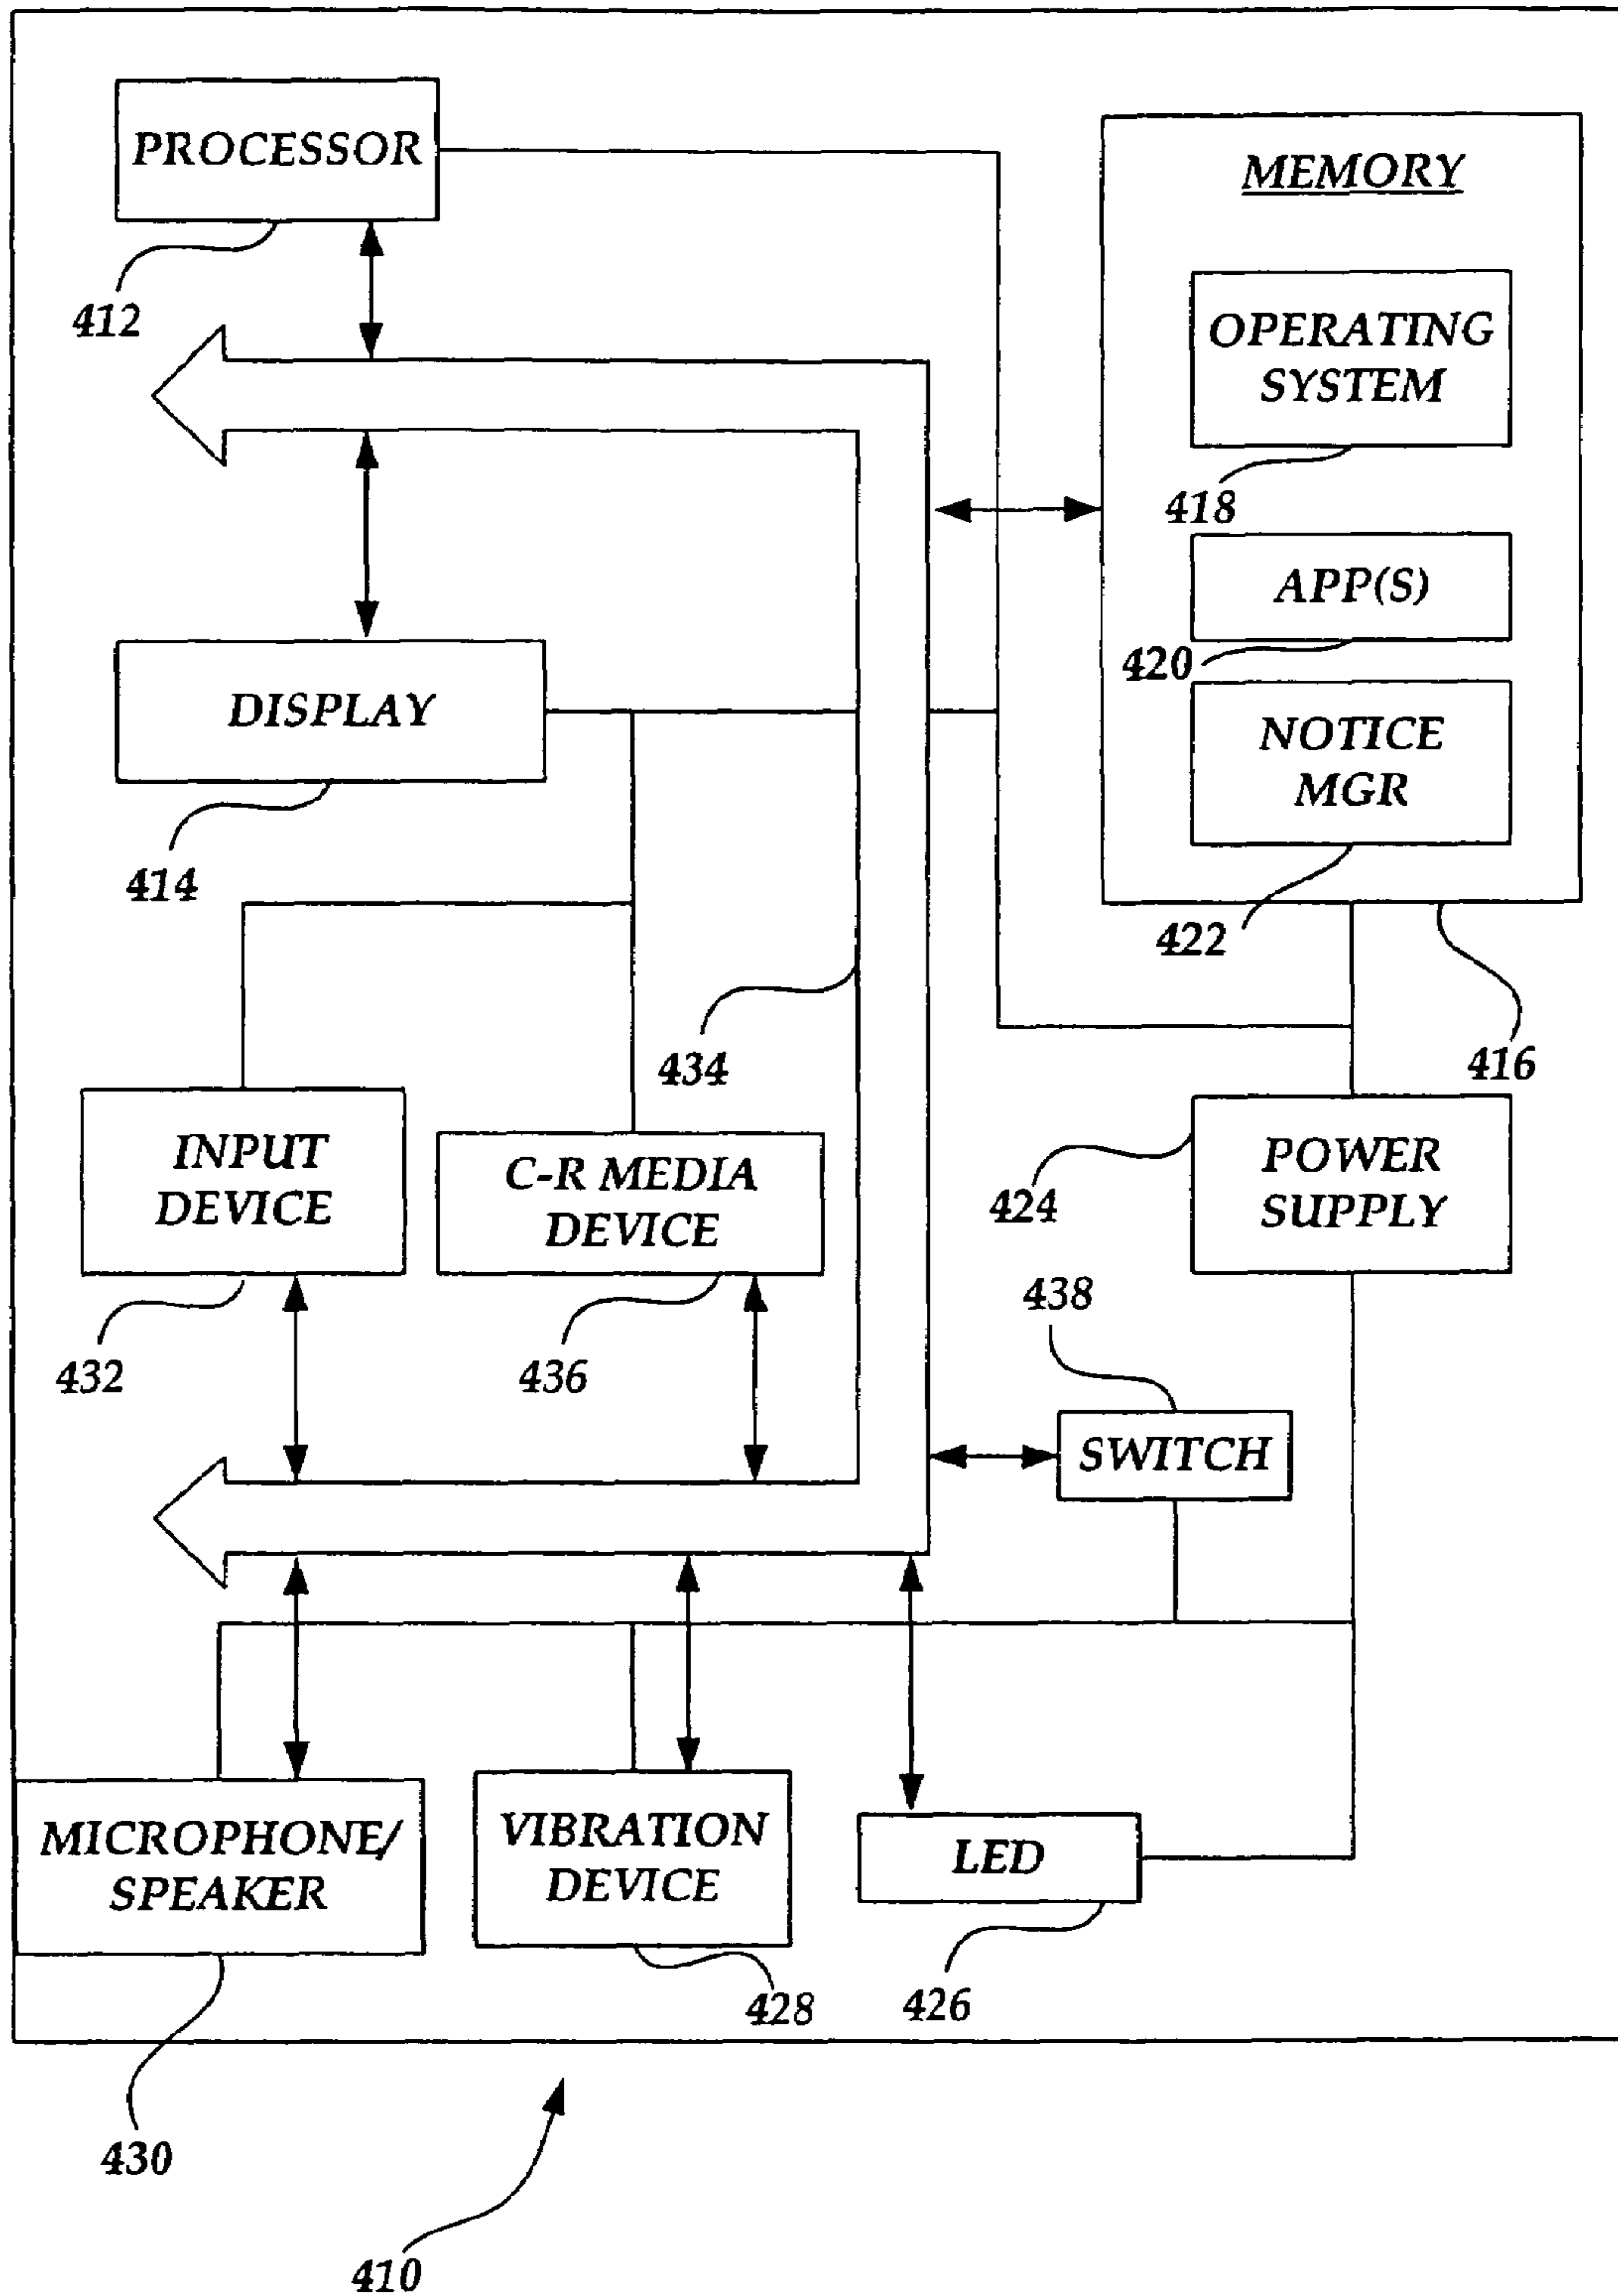 PROCESSOR
412
MEMORY
OPERATING
SYSTEM
418
APP(S)
420
NOTICE
MGR
422
416
DISPLAY
414
434
INPUT
DEVICE
432
C-R MEDIA
DEVICE
436
POWER
SUPPLY
424
438
SWITCH
MICROPHONE/
SPEAKER
430
VIBRATION
DEVICE
428
LED
426
410